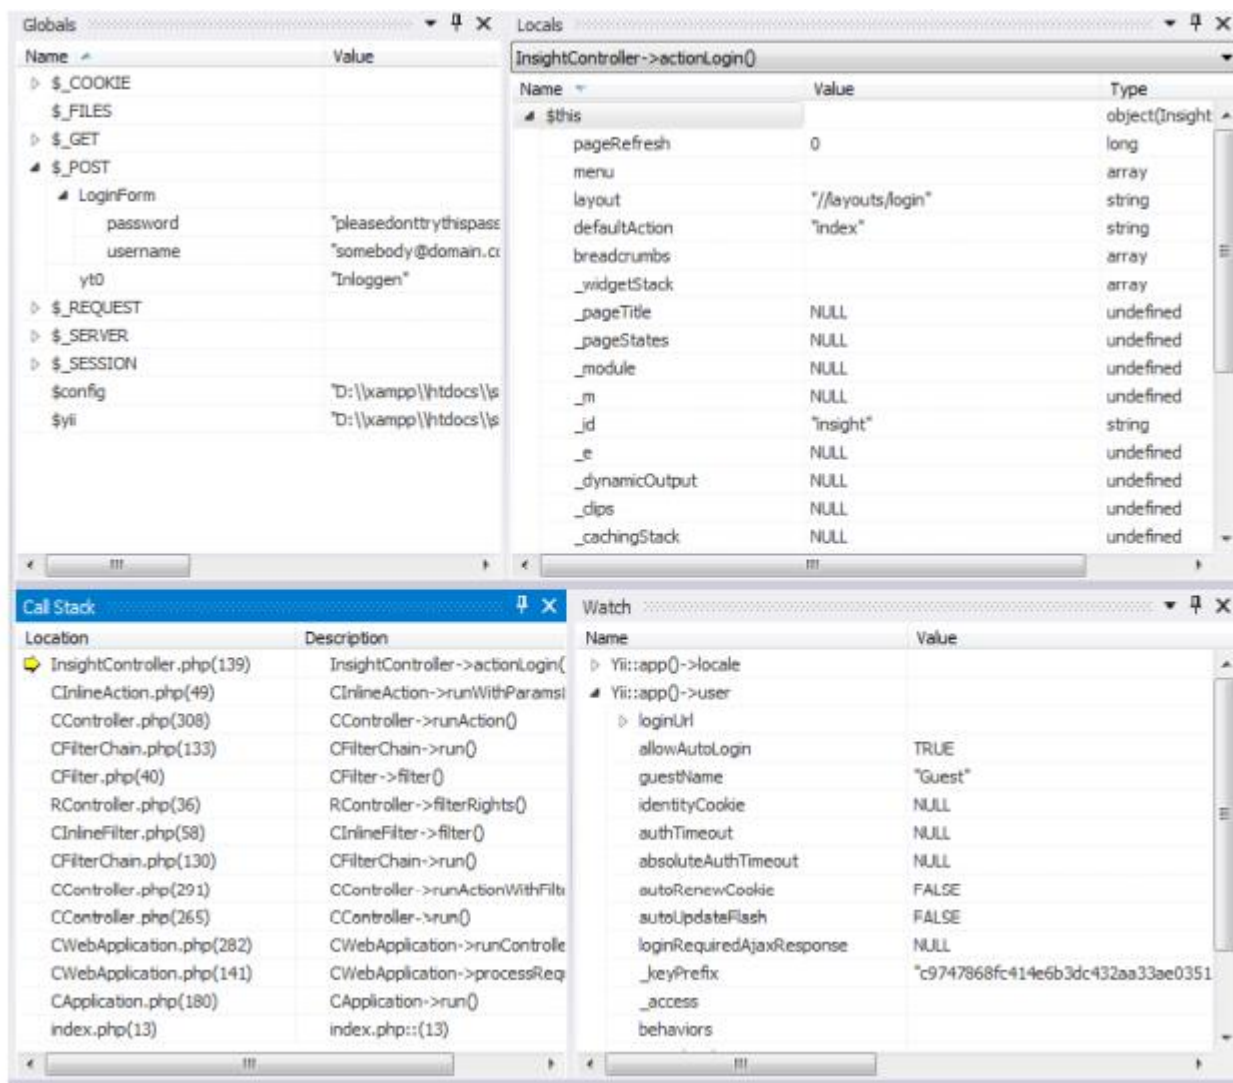 Globals
Name Value
$_COOKIE
$_FILES
$_GET
$_POST
LoginForm
password "pleasedonttrythispass
username "somebody@domain.co
yt0 "Inloggen"
$_REQUEST
$_SERVER
$_SESSION
$config "D:\\xampp\\htdocs\\s
$yii "D:\\xampp\\htdocs\\s
Locals
InsightController->actionLogin()
Name Value Type
$this object(Insight
pageRefresh 0 long
menu array
layout "//layouts/login" string
defaultAction "index" string
breadcrumbs array
_widgetStack array
_pageTitle NULL undefined
_pageStates NULL undefined
_module NULL undefined
_m NULL undefined
_id "insight" string
_e NULL undefined
_dynamicOutput NULL undefined
_clips NULL undefined
_cachingStack NULL undefined
Call Stack
Location Description
InsightController.php(139) InsightController->actionLogin(
CInlineAction.php(49) CInlineAction->runWithParams(
CController.php(308) CController->runAction()
CFilterChain.php(133) CFilterChain->run()
CFilter.php(40) CFilter->filter()
RController.php(36) RController->filterRights()
CInlineFilter.php(58) CInlineFilter->filter()
CFilterChain.php(130) CFilterChain->run()
CController.php(291) CController->runActionWithFilte
CController.php(265) CController->run()
CWebApplication.php(282) CWebApplication->runControlle
CWebApplication.php(141) CWebApplication->processRequ
CApplication.php(180) CApplication->run()
index.php(13) index.php::(13)
Watch
Name Value
Yii::app()->locale
Yii::app()->user
loginUrl
allowAutoLogin TRUE
guestName "Guest"
identityCookie NULL
authTimeout NULL
absoluteAuthTimeout NULL
autoRenewCookie FALSE
autoUpdateFlash FALSE
loginRequiredAjaxResponse NULL
_keyPrefix "c9747868fc414e6b3dc432aa33ae0351
_access
behaviors